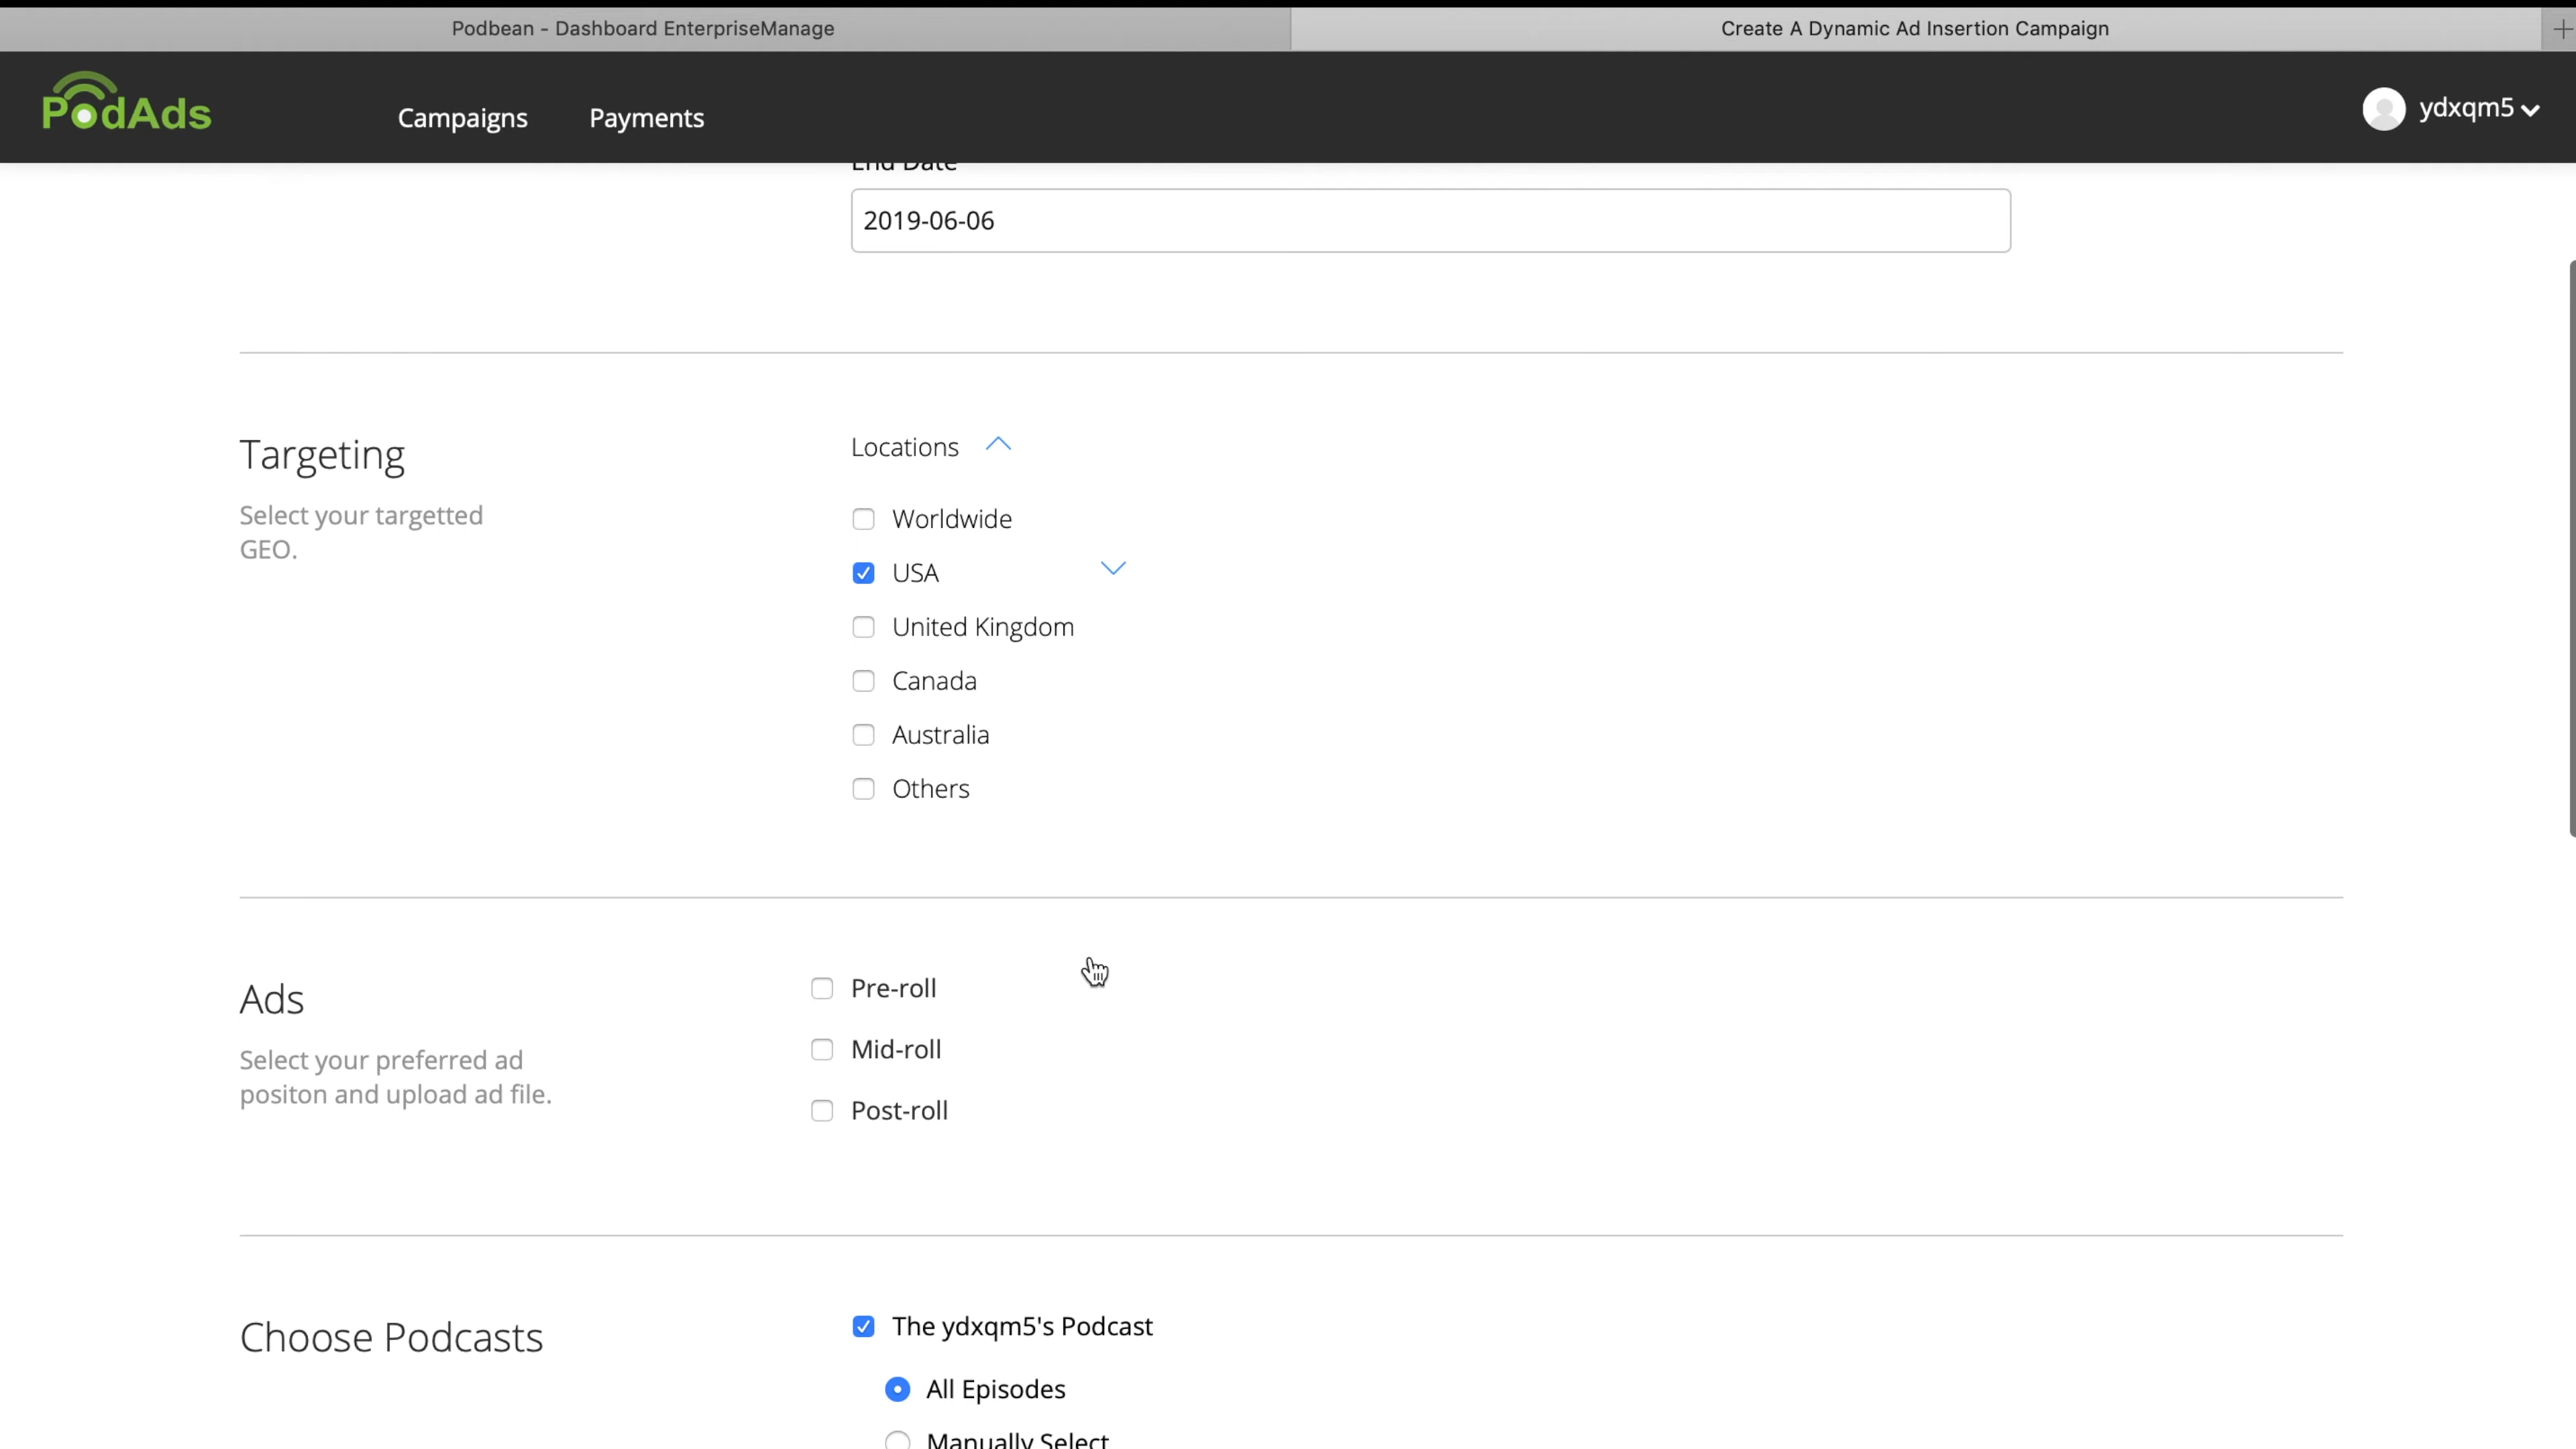 Podbean - Dashboard EnterpriseManage
Create A Dynamic Ad Insertion Campaign
PodAds
Campaigns
Payments
ydxqm5
End Date
2019-06-06
Targeting
Select your targetted
GEO.
Locations
Worldwide
USA
United Kingdom
Canada
Australia
Others
Ads
Select your preferred ad
positon and upload ad file.
Pre-roll
Mid-roll
Post-roll
Choose Podcasts
The ydxqm5's Podcast
All Episodes
Manually Select